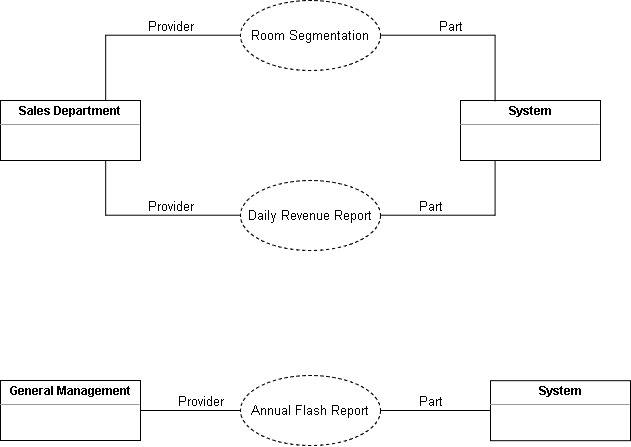 Provider
Room Segmentation
Part
Sales Department
System
Provider
Daily Revenue Report
Part
General Management
Provider
Annual Flash Report
Part
System